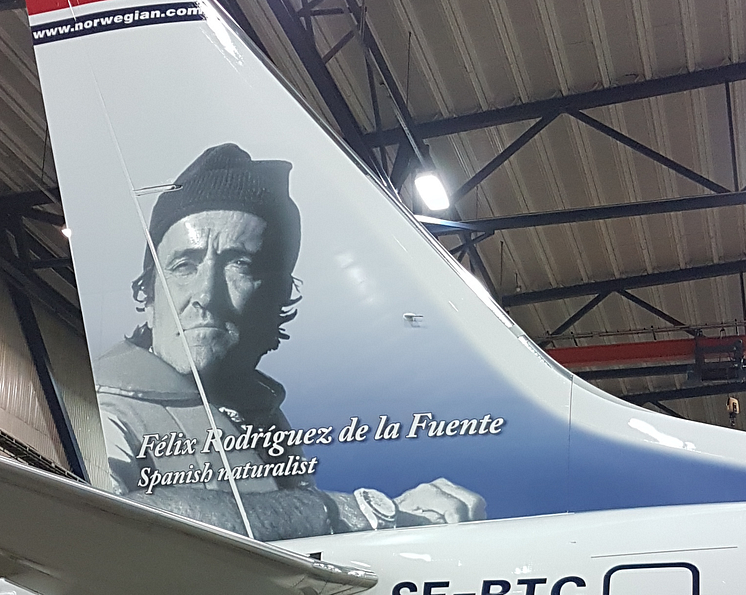 www.norwegian.com
Félix Rodríguez de la Fuente
Spanish naturalist